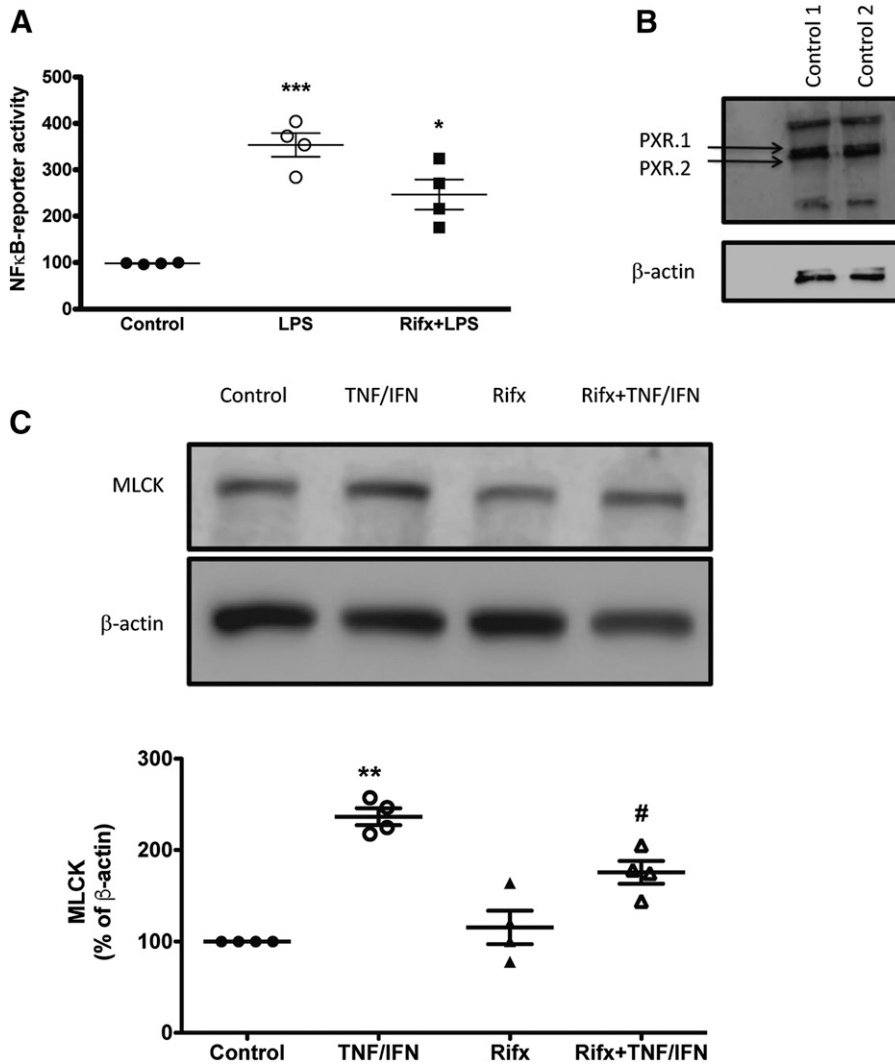 A
NFκB-reporter activity
500
400
300
200
100
0
***
*
Control LPS Rifx+LPS
B
Control 1
Control 2
PXR.1
PXR.2
β-actin
C
Control TNF/IFN Rifx Rifx+TNF/IFN
MLCK
β-actin
MLCK
(% of β-actin)
300
200
100
0
**
#
Control TNF/IFN Rifx Rifx+TNF/IFN